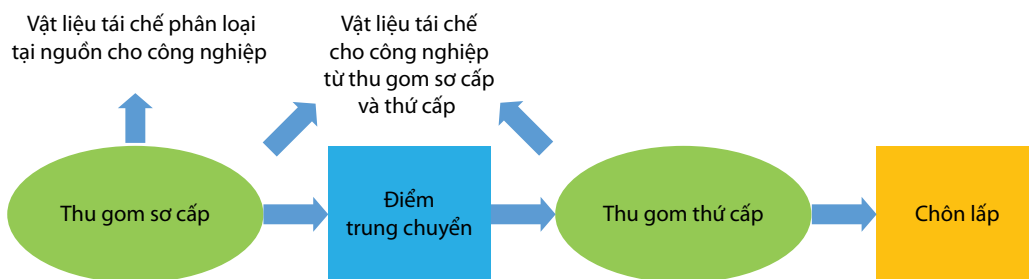 Vật liệu tái chế phân loại
tại nguồn cho công nghiệp
Vật liệu tái chế
cho công nghiệp
từ thu gom sơ cấp
và thứ cấp
Thu gom sơ cấp
Điểm
trung chuyển
Thu gom thứ cấp
Chôn lấp